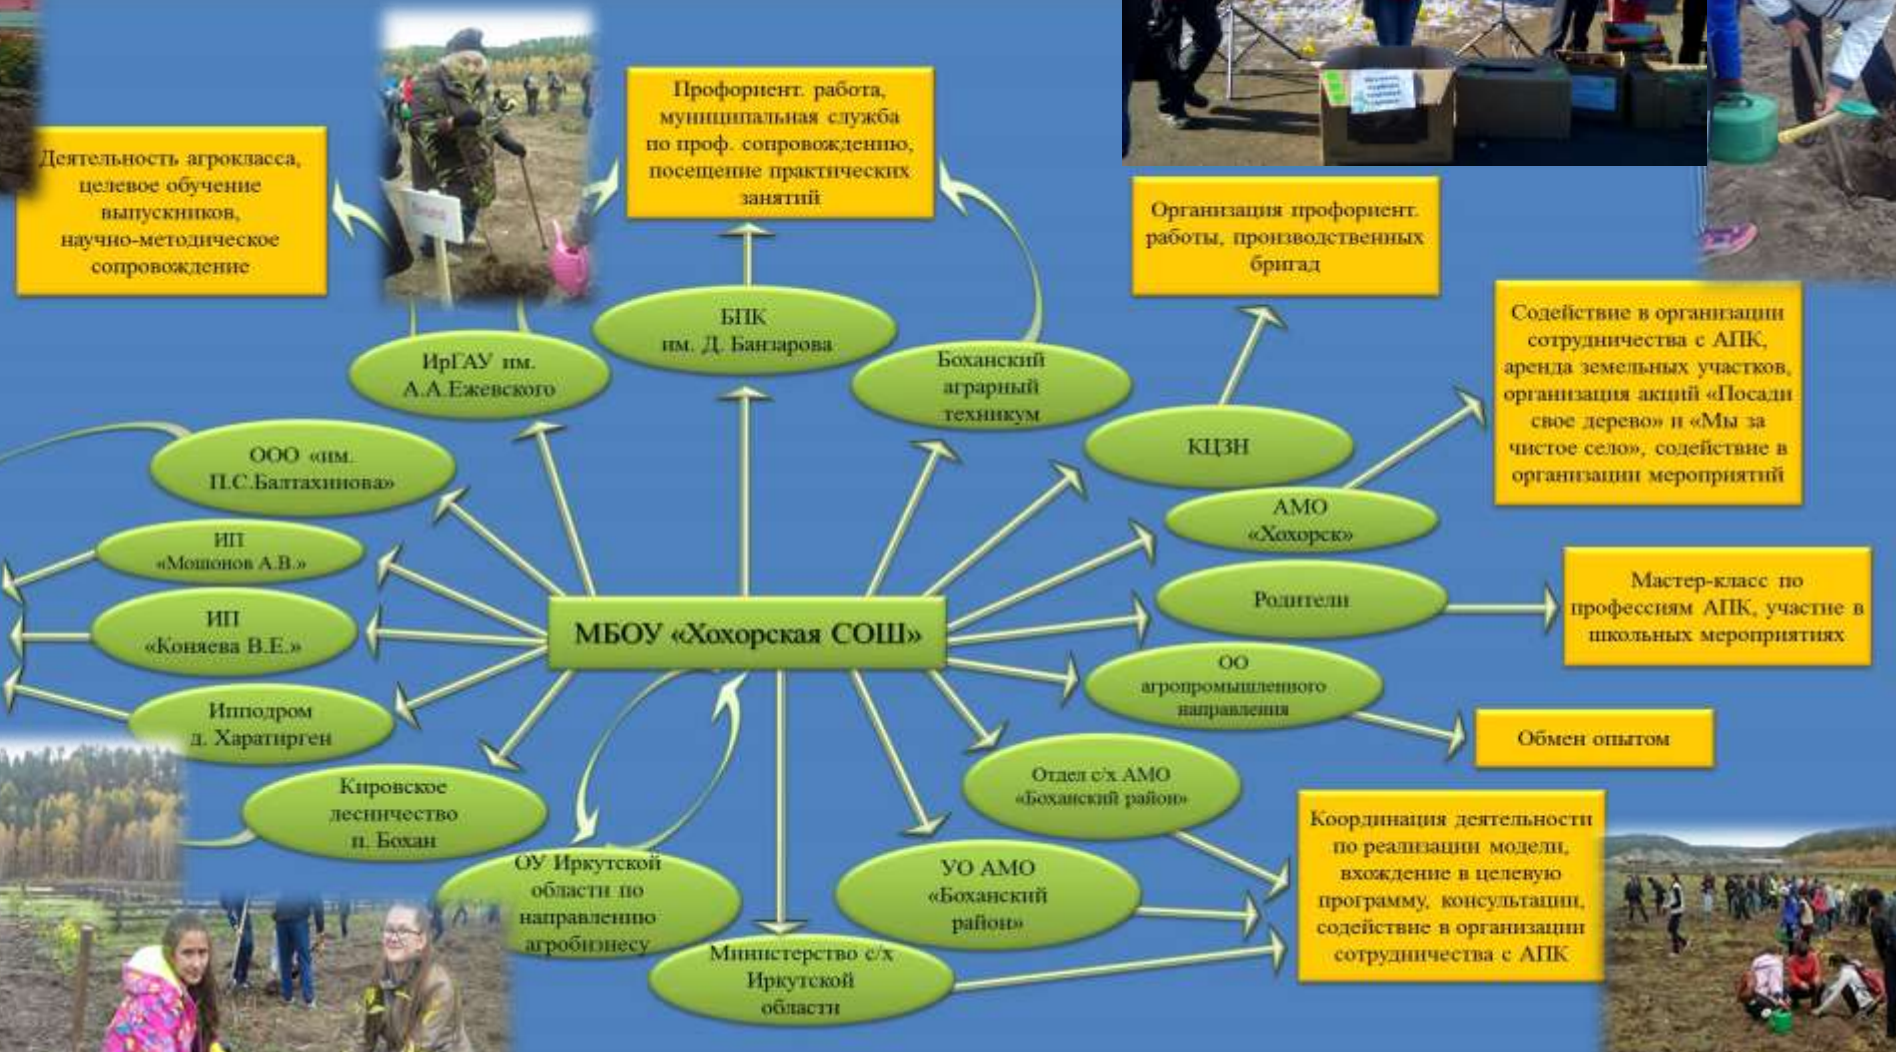 Деятельность агрокласса,
целевое обучение
выпускников,
научно-методическое
сопровождение
Профориент. работа,
муниципальная служба
по проф. сопровождению,
посещение практических
занятий
Организация профориент.
работы, производственных
бригад
Содействие в организации
сотрудничества с АПК,
аренда земельных участков,
организация акций «Посади
свое дерево» и «Мы за
чистое село», содействие в
организации мероприятий
ИрГАУ им.
А.А.Ежевского
БПК
им. Д. Банзарова
Боханский
аграрный
техникум
КЦЗН
ООО «им.
П.С.Балтахинова»
АМО
«Хохорск»
ИП
«Мошонов А.В.»
Родители
Мастер-класс по
профессиям АПК, участие в
школьных мероприятиях
ИП
«Коняева В.Е.»
МБОУ «Хохорская СОШ»
ОО
агропромышленного
направления
Ипподром
д. Харатирген
Обмен опытом
Кировское
лесничество
п. Бохан
Отдел с/х АМО
«Боханский район»
ОУ Иркутской
области по
направлению
агробизнесу
УО АМО
«Боханский
район»
Координация деятельности
по реализации модели,
вхождение в целевую
программу, консультации,
содействие в организации
сотрудничества с АПК
Министерство с/х
Иркутской
области